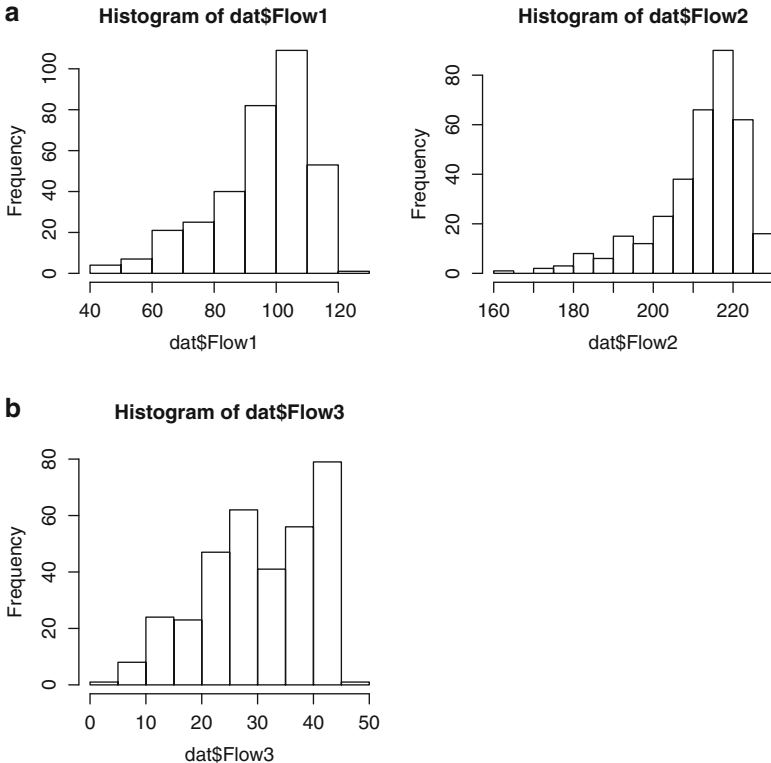 a
Histogram of dat$Flow1
Frequency
0 20 40 60 80 100
40 60 80 100 120
dat$Flow1
Histogram of dat$Flow2
Frequency
0 20 40 60 80
160 180 200 220
dat$Flow2
b
Histogram of dat$Flow3
Frequency
0 20 40 60 80
0 10 20 30 40 50
dat$Flow3